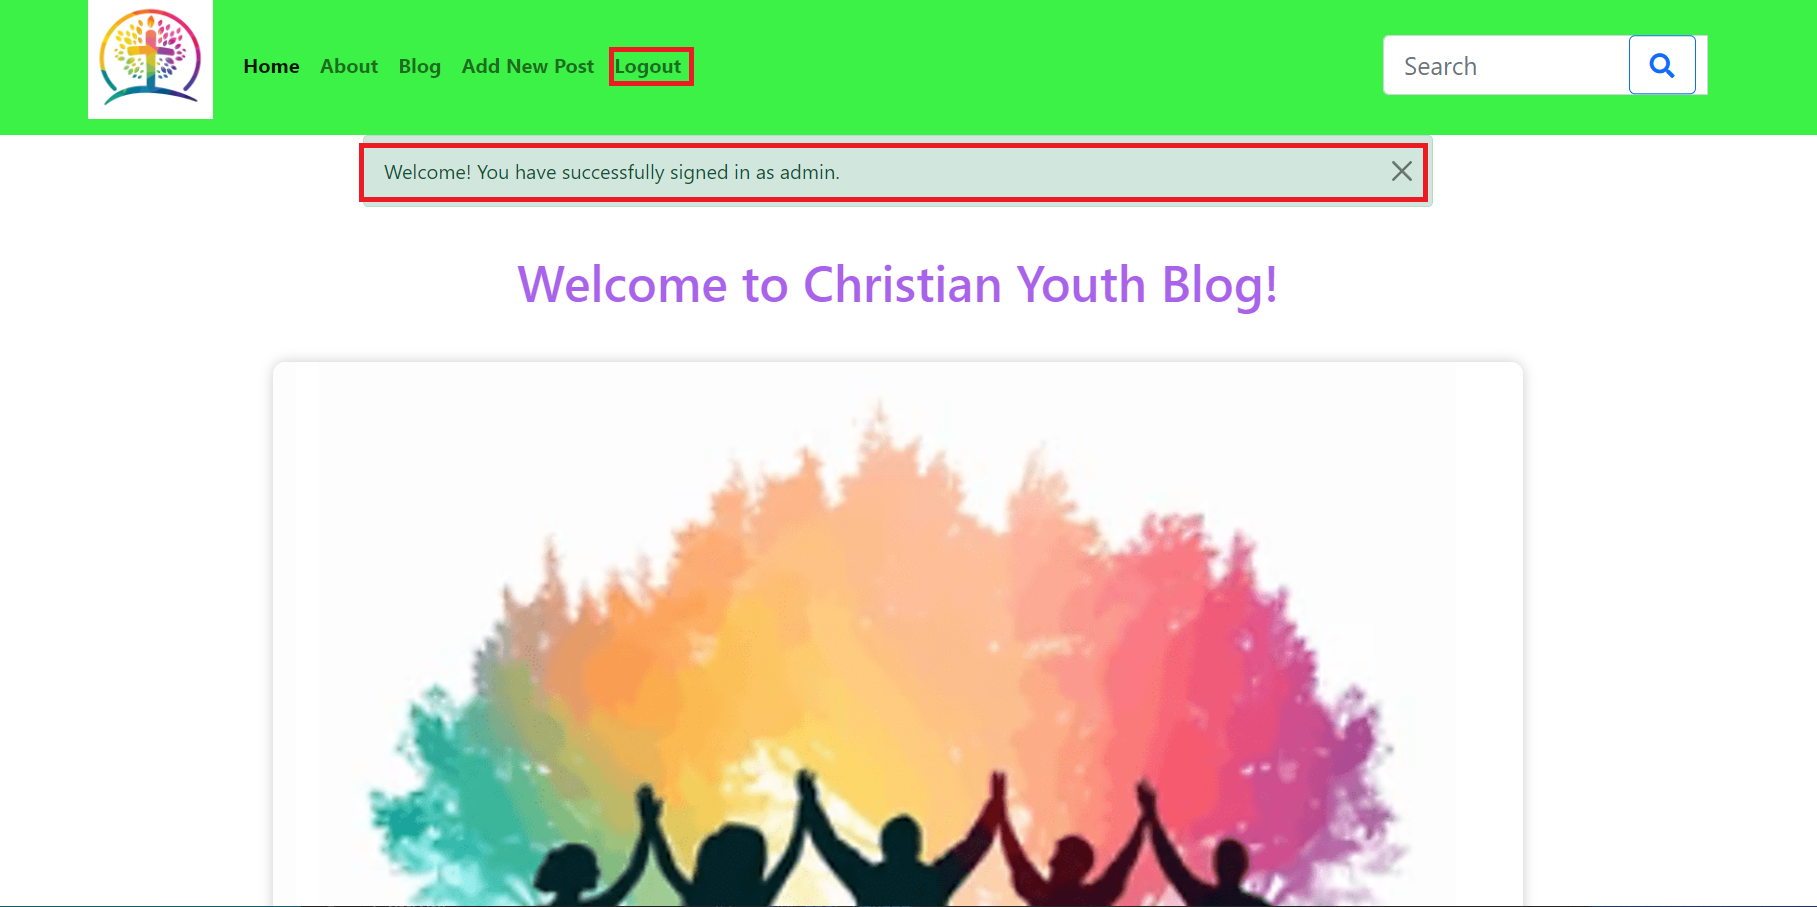 Home About Blog Add New Post Logout Search
Welcome! You have successfully signed in as admin.
Welcome to Christian Youth Blog!